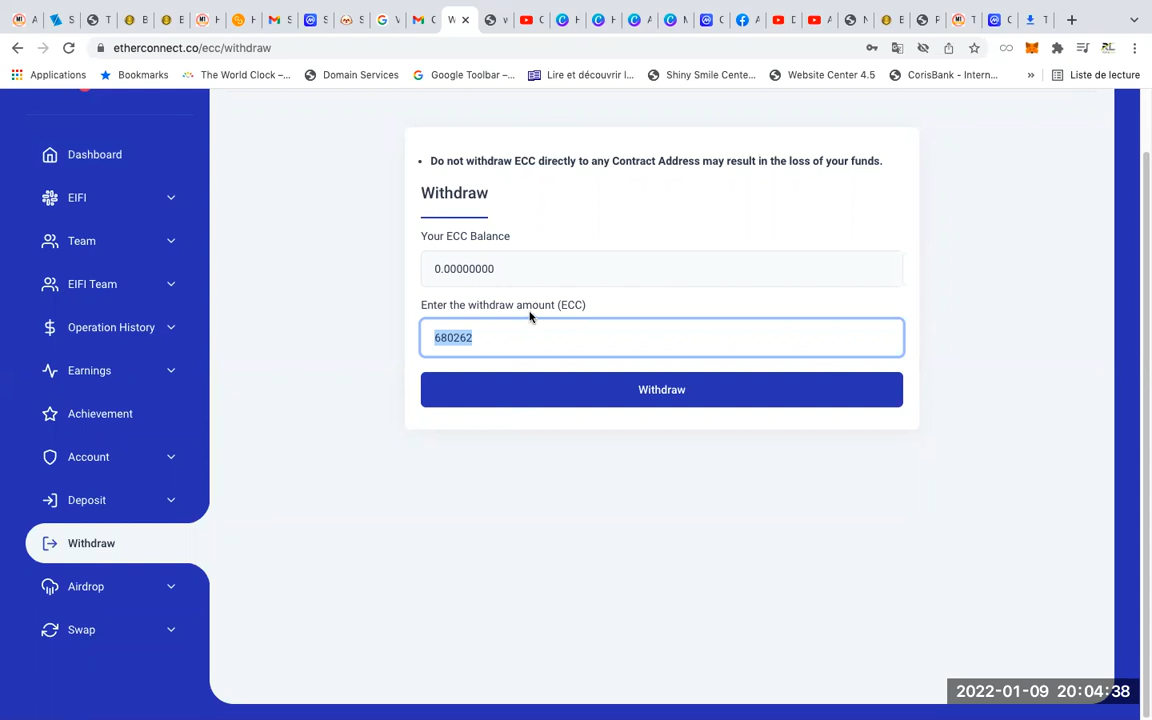 etherconnect.co/ecc/withdraw
Applications Bookmarks The World Clock –... Domain Services Google Toolbar –... Lire et découvrir l'... Shiny Smile Cente... Website Center 4.5 CorisBank - Intern... » Liste de lecture
Dashboard
EIFI
Team
EIFI Team
Operation History
Earnings
Achievement
Account
Deposit
Withdraw
Airdrop
Swap
• Do not withdraw ECC directly to any Contract Address may result in the loss of your funds.
Withdraw
Your ECC Balance
0.00000000
Enter the withdraw amount (ECC)
680262
Withdraw
2022-01-09 20:04:38